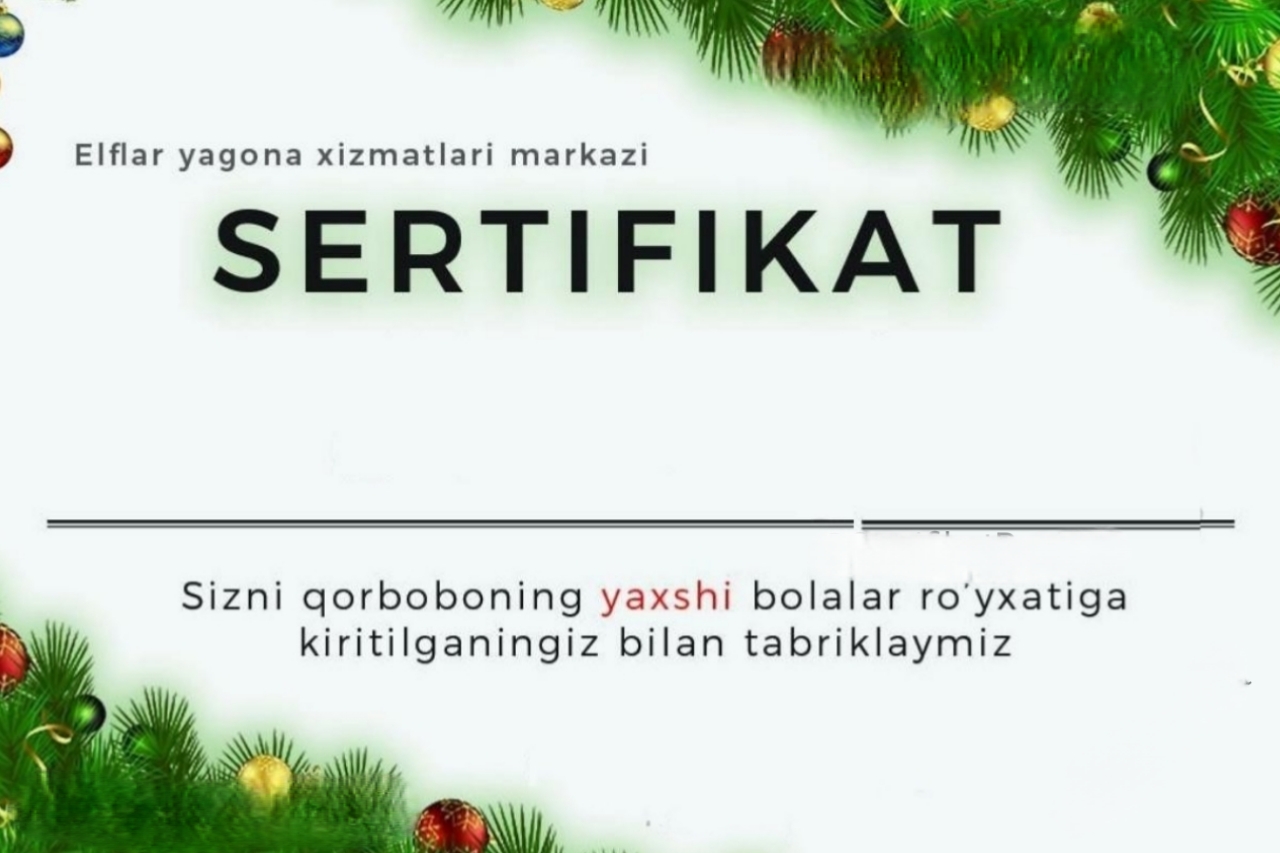 Elflar yagona xizmatlari markazi
SERTIFIKAT
Sizni qorboboning yaxshi bolalar ro'yxatiga
kiritilganingiz bilan tabriklaymiz